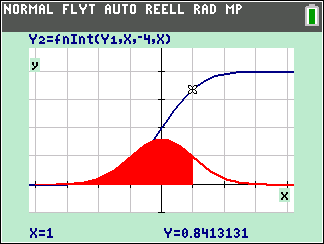 NORMAL FLYT AUTO REELL RAD MP
Y2=fnInt(Y1,X,-4,X)
y
x
X=1 Y=0.8413131